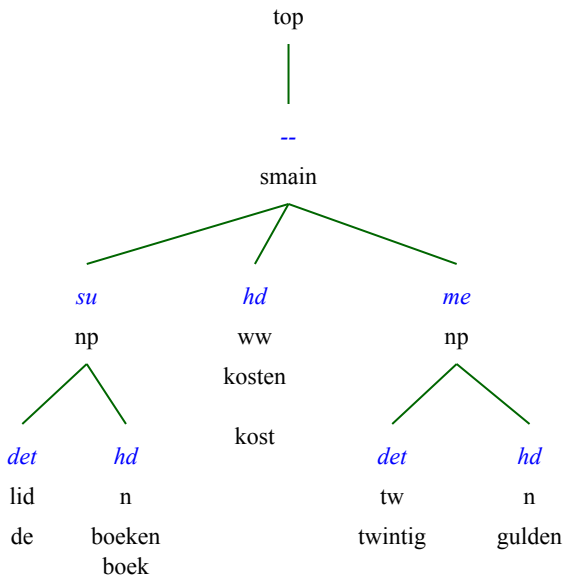 top
--
smain
su hd me
np ww np
kosten
kost
det hd det hd
lid n tw n
de boeken twintig gulden
boek